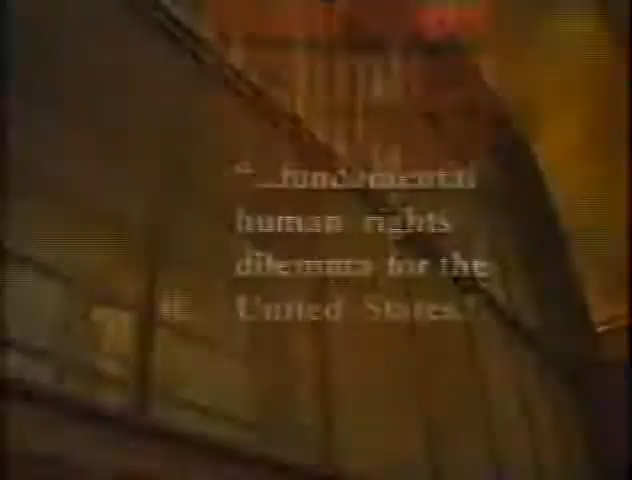 "...fundamental
human rights
dilemma for the
United States."